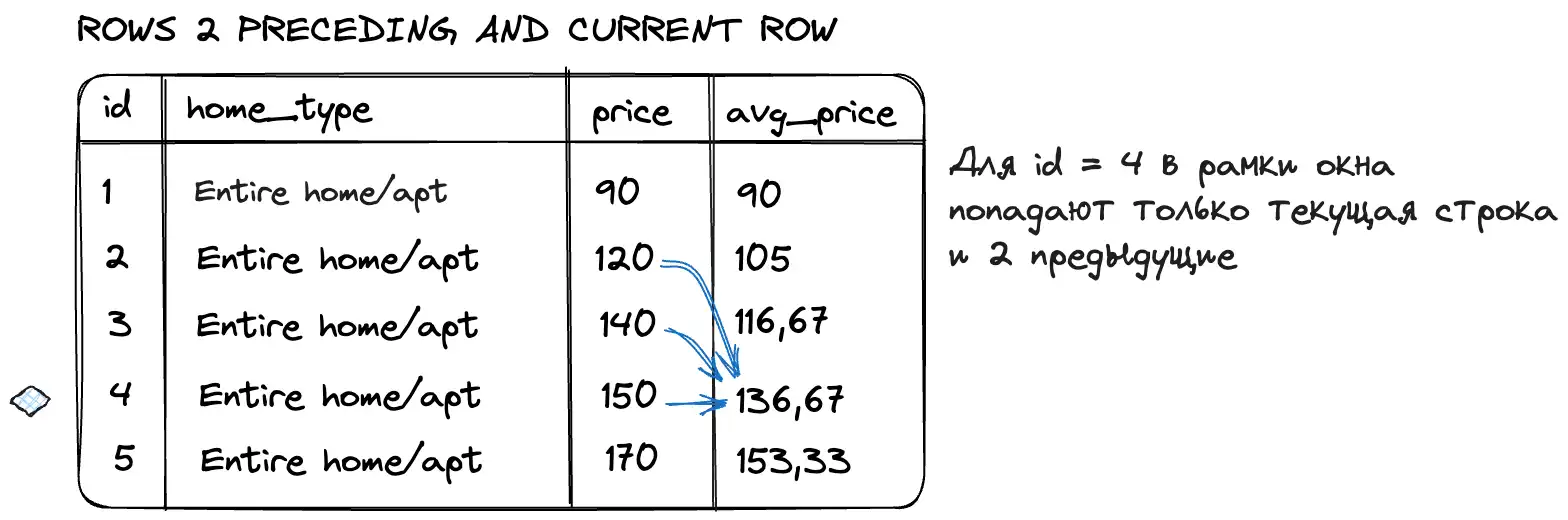 ROWS 2 PRECEDING AND CURRENT ROW
id home_type price avg_price
1 Entire home/apt 90 90
2 Entire home/apt 120 105
3 Entire home/apt 140 116,67
4 Entire home/apt 150 136,67
5 Entire home/apt 170 153,33
Для id = 4 в рамки окна
попадают только текущая строка
и 2 предыдущие